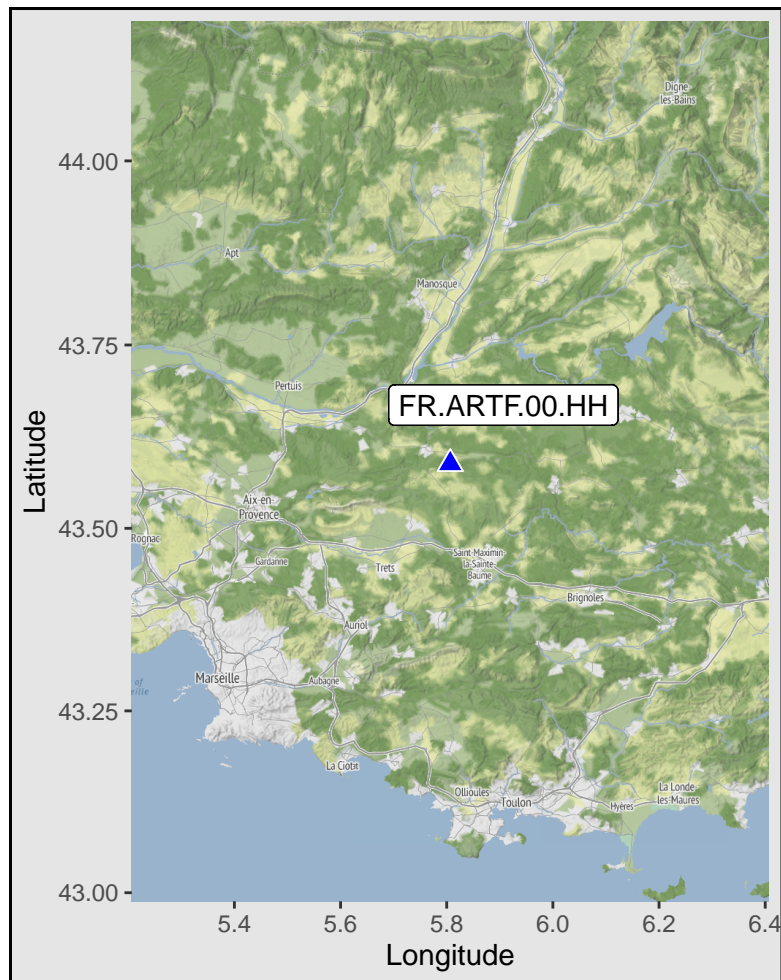 Digne
les-Bains
44.00
Apt
Manosque
43.75
Pertuis
FR.ARTF.00.HH
Latitude
43.50
Aix-en-
Provence
Rognac
Gardanne
Trets
Saint-Maximin-
la-Sainte-
Baume
Brignoles
Auriol
Marseille
Aubagne
43.25
La Ciotit
Ollioules
Toulon
Hyères
La Londe-
les-Maures
43.00
5.4
5.6
5.8
6.0
6.2
6.4
Longitude